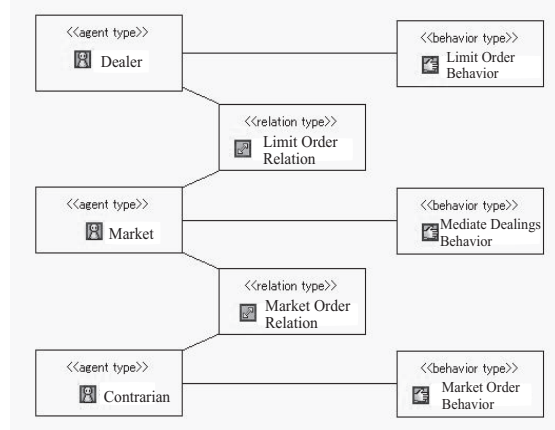 <<agent type>>
Dealer
<<behavior type>>
Limit Order
Behavior
<<relation type>>
Limit Order
Relation
<<agent type>>
Market
<<behavior type>>
Mediate Dealings
Behavior
<<relation type>>
Market Order
Relation
<<agent type>>
Contrarian
<<behavior type>>
Market Order
Behavior